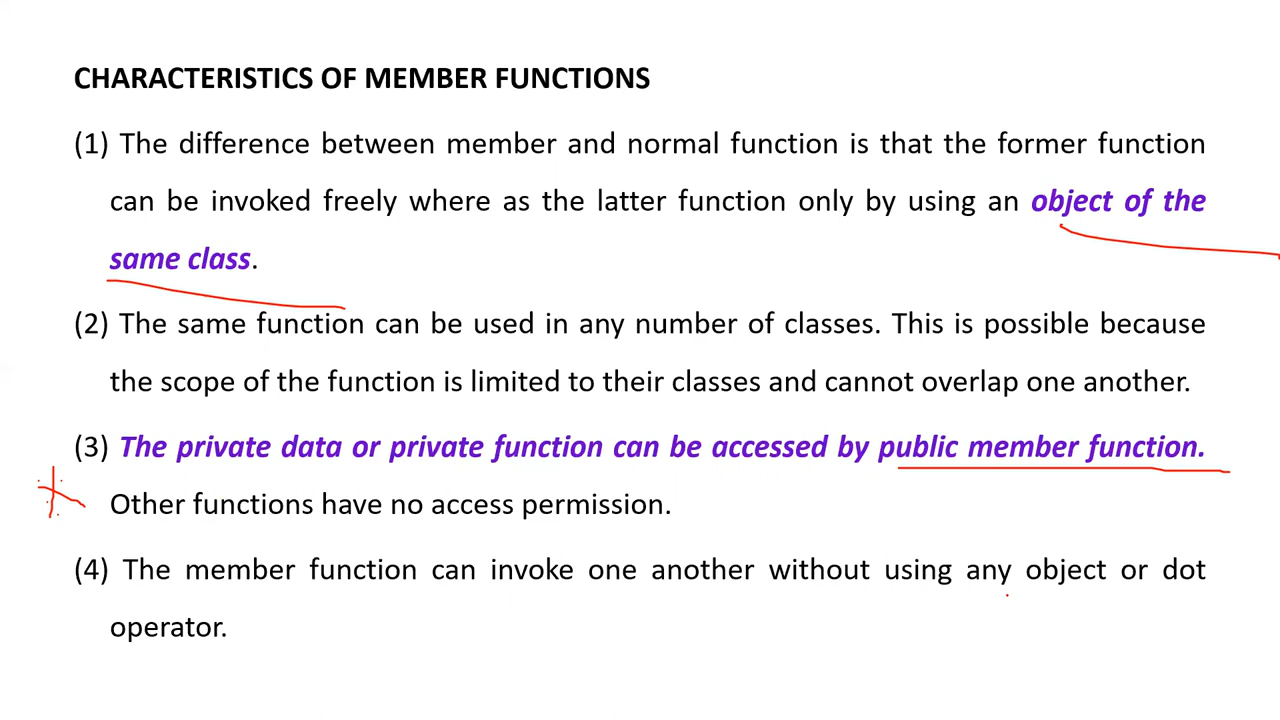 CHARACTERISTICS OF MEMBER FUNCTIONS
(1) The difference between member and normal function is that the former function
can be invoked freely where as the latter function only by using an object of the
same class.
(2) The same function can be used in any number of classes. This is possible because
the scope of the function is limited to their classes and cannot overlap one another.
(3) The private data or private function can be accessed by public member function.
Other functions have no access permission.
(4) The member function can invoke one another without using any object or dot
operator.